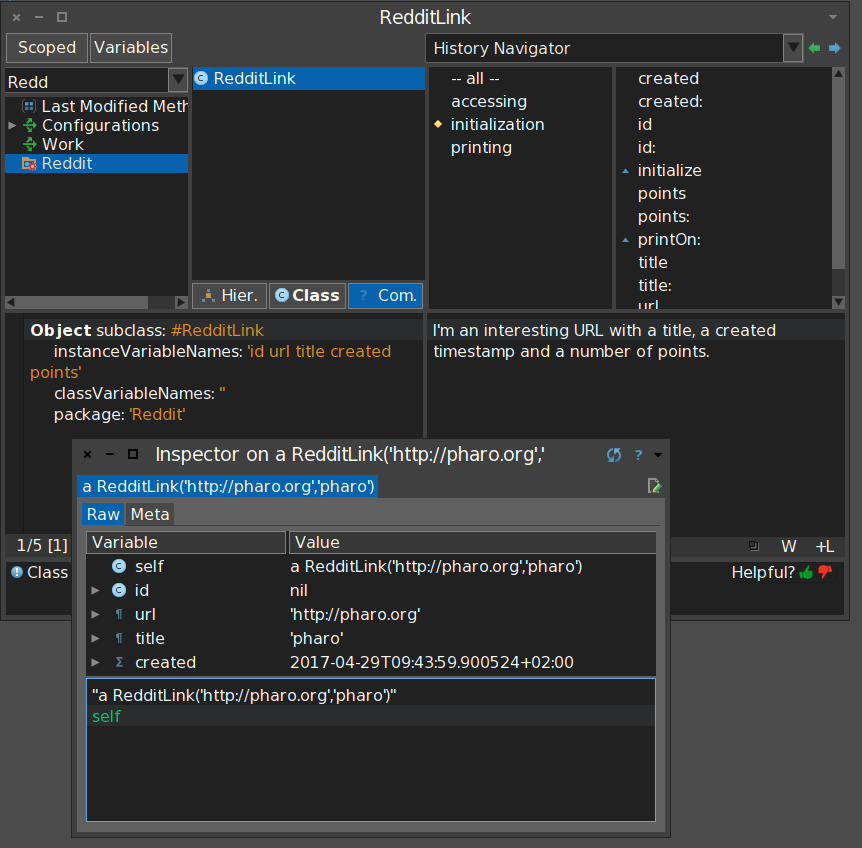 RedditLink
Scoped
Variables
History Navigator
Redd
Last Modified Meth
Configurations
Work
Reddit
RedditLink
Hier.
Class
? Com.
-- all --
accessing
initialization
printing
created
created:
id
id:
initialize
points
points:
printOn:
title
title:
url
Object subclass: #RedditLink
instanceVariableNames: 'id url title created
points'
classVariableNames: ''
package: 'Reddit'
I'm an interesting URL with a title, a created
timestamp and a number of points.
1/5 [1]
W
+L
Class
Helpful?
Inspector on a RedditLink('http://pharo.org','
?
a RedditLink('http://pharo.org','pharo')
Raw
Meta
Variable Value
self a RedditLink('http://pharo.org','pharo')
id nil
url 'http://pharo.org'
title 'pharo'
created 2017-04-29T09:43:59.900524+02:00
"a RedditLink('http://pharo.org','pharo')"
self